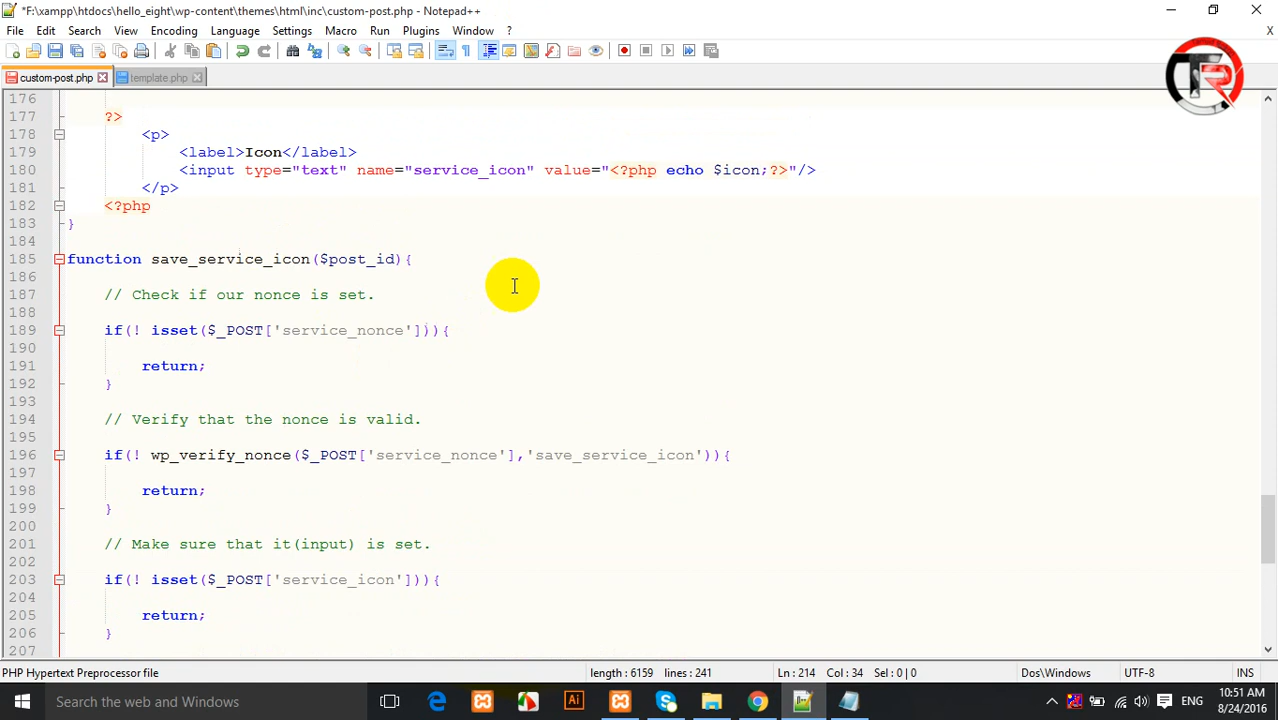 *F:\xampp\htdocs\hello_eight\wp-content\themes\html\inc\custom-post.php - Notepad++
File Edit Search View Encoding Language Settings Macro Run Plugins Window ? X
custom-post.php template.php
TR
176
177 ?>
178 <p>
179 <label>Icon</label>
180 <input type="text" name="service_icon" value="<?php echo $icon;?>"/>
181 </p>
182 <?php
183 }
184
185 function save_service_icon($post_id){
186
187 // Check if our nonce is set.
188
189 if(! isset($_POST['service_nonce'])){
190
191 return;
192 }
193
194 // Verify that the nonce is valid.
195
196 if(! wp_verify_nonce($_POST['service_nonce'],'save_service_icon')){
197
198 return;
199 }
200
201 // Make sure that it(input) is set.
202
203 if(! isset($_POST['service_icon'])){
204
205 return;
206 }
207
PHP Hypertext Preprocessor file length : 6159 lines : 241 Ln : 214 Col : 34 Sel : 0 | 0 Dos\Windows UTF-8 INS
Search the web and Windows Ai ENG 10:51 AM
8/24/2016